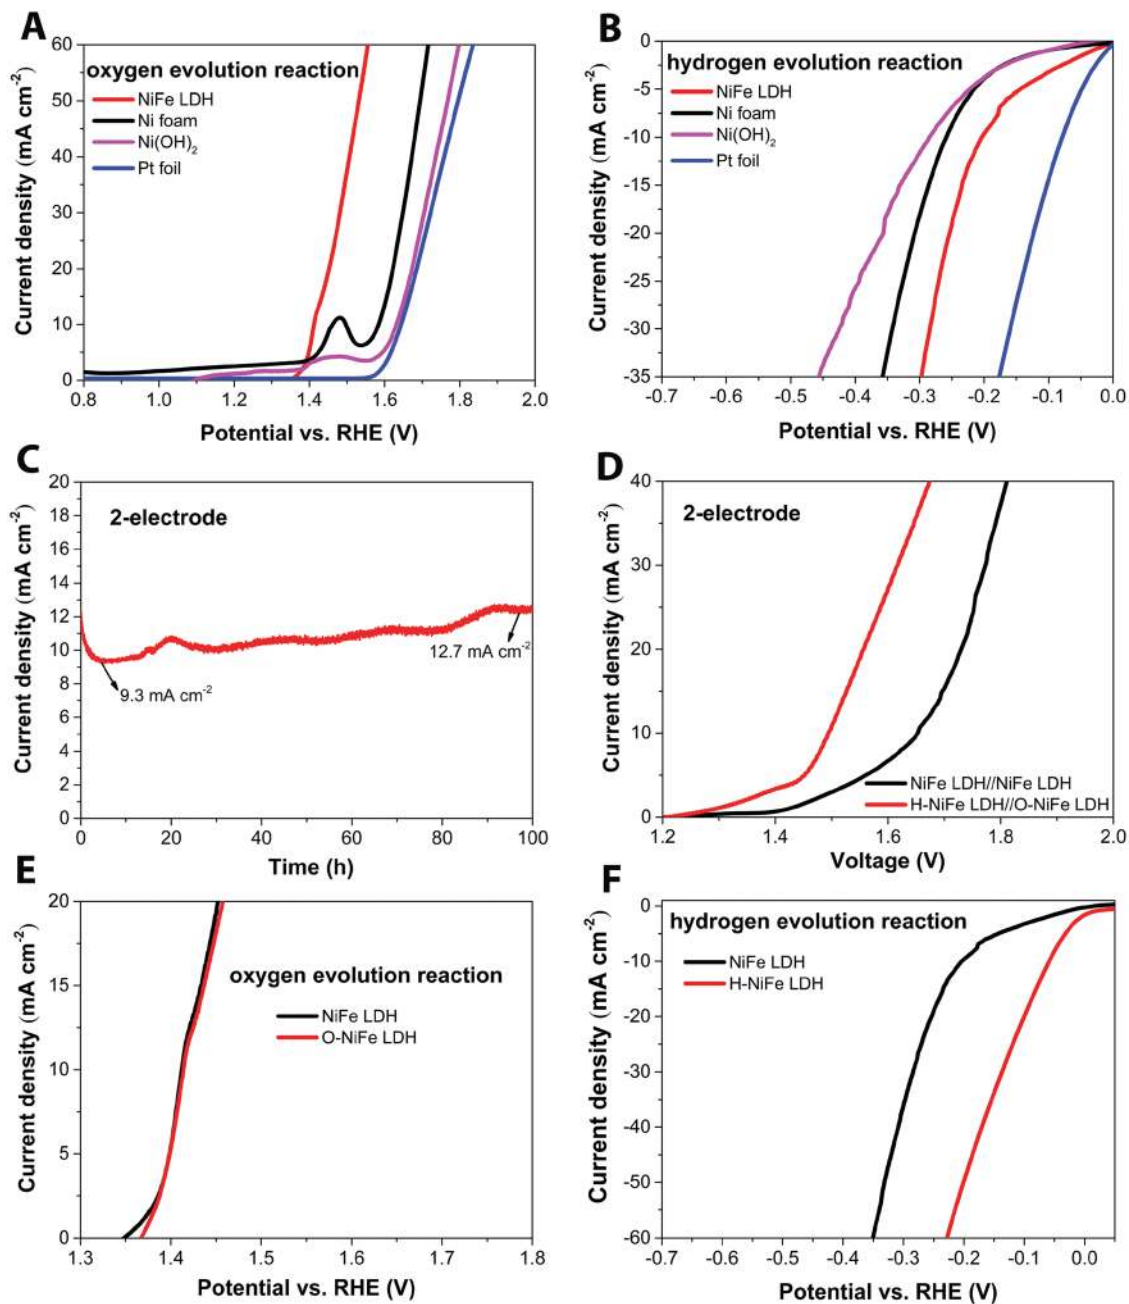 A
60
50
40
30
20
10
0
Current density (mA cm-2)
oxygen evolution reaction
NiFe LDH
Ni foam
Ni(OH)2
Pt foil
0.8 1.0 1.2 1.4 1.6 1.8 2.0
Potential vs. RHE (V)
B
0
-5
-10
-15
-20
-25
-30
-35
Current density (mA cm-2)
hydrogen evolution reaction
NiFe LDH
Ni foam
Ni(OH)2
Pt foil
-0.7 -0.6 -0.5 -0.4 -0.3 -0.2 -0.1 0.0
Potential vs. RHE (V)
C
20
18
16
14
12
10
8
6
4
2
0
Current density (mA cm-2)
2-electrode
9.3 mA cm-2
12.7 mA cm-2
0 20 40 60 80 100
Time (h)
D
40
30
20
10
0
Current density (mA cm-2)
2-electrode
NiFe LDH//NiFe LDH
H-NiFe LDH//O-NiFe LDH
1.2 1.4 1.6 1.8 2.0
Voltage (V)
E
20
15
10
5
0
Current density (mA cm-2)
oxygen evolution reaction
NiFe LDH
O-NiFe LDH
1.3 1.4 1.5 1.6 1.7 1.8
Potential vs. RHE (V)
F
0
-10
-20
-30
-40
-50
-60
Current density (mA cm-2)
hydrogen evolution reaction
NiFe LDH
H-NiFe LDH
-0.7 -0.6 -0.5 -0.4 -0.3 -0.2 -0.1 0.0
Potential vs. RHE (V)